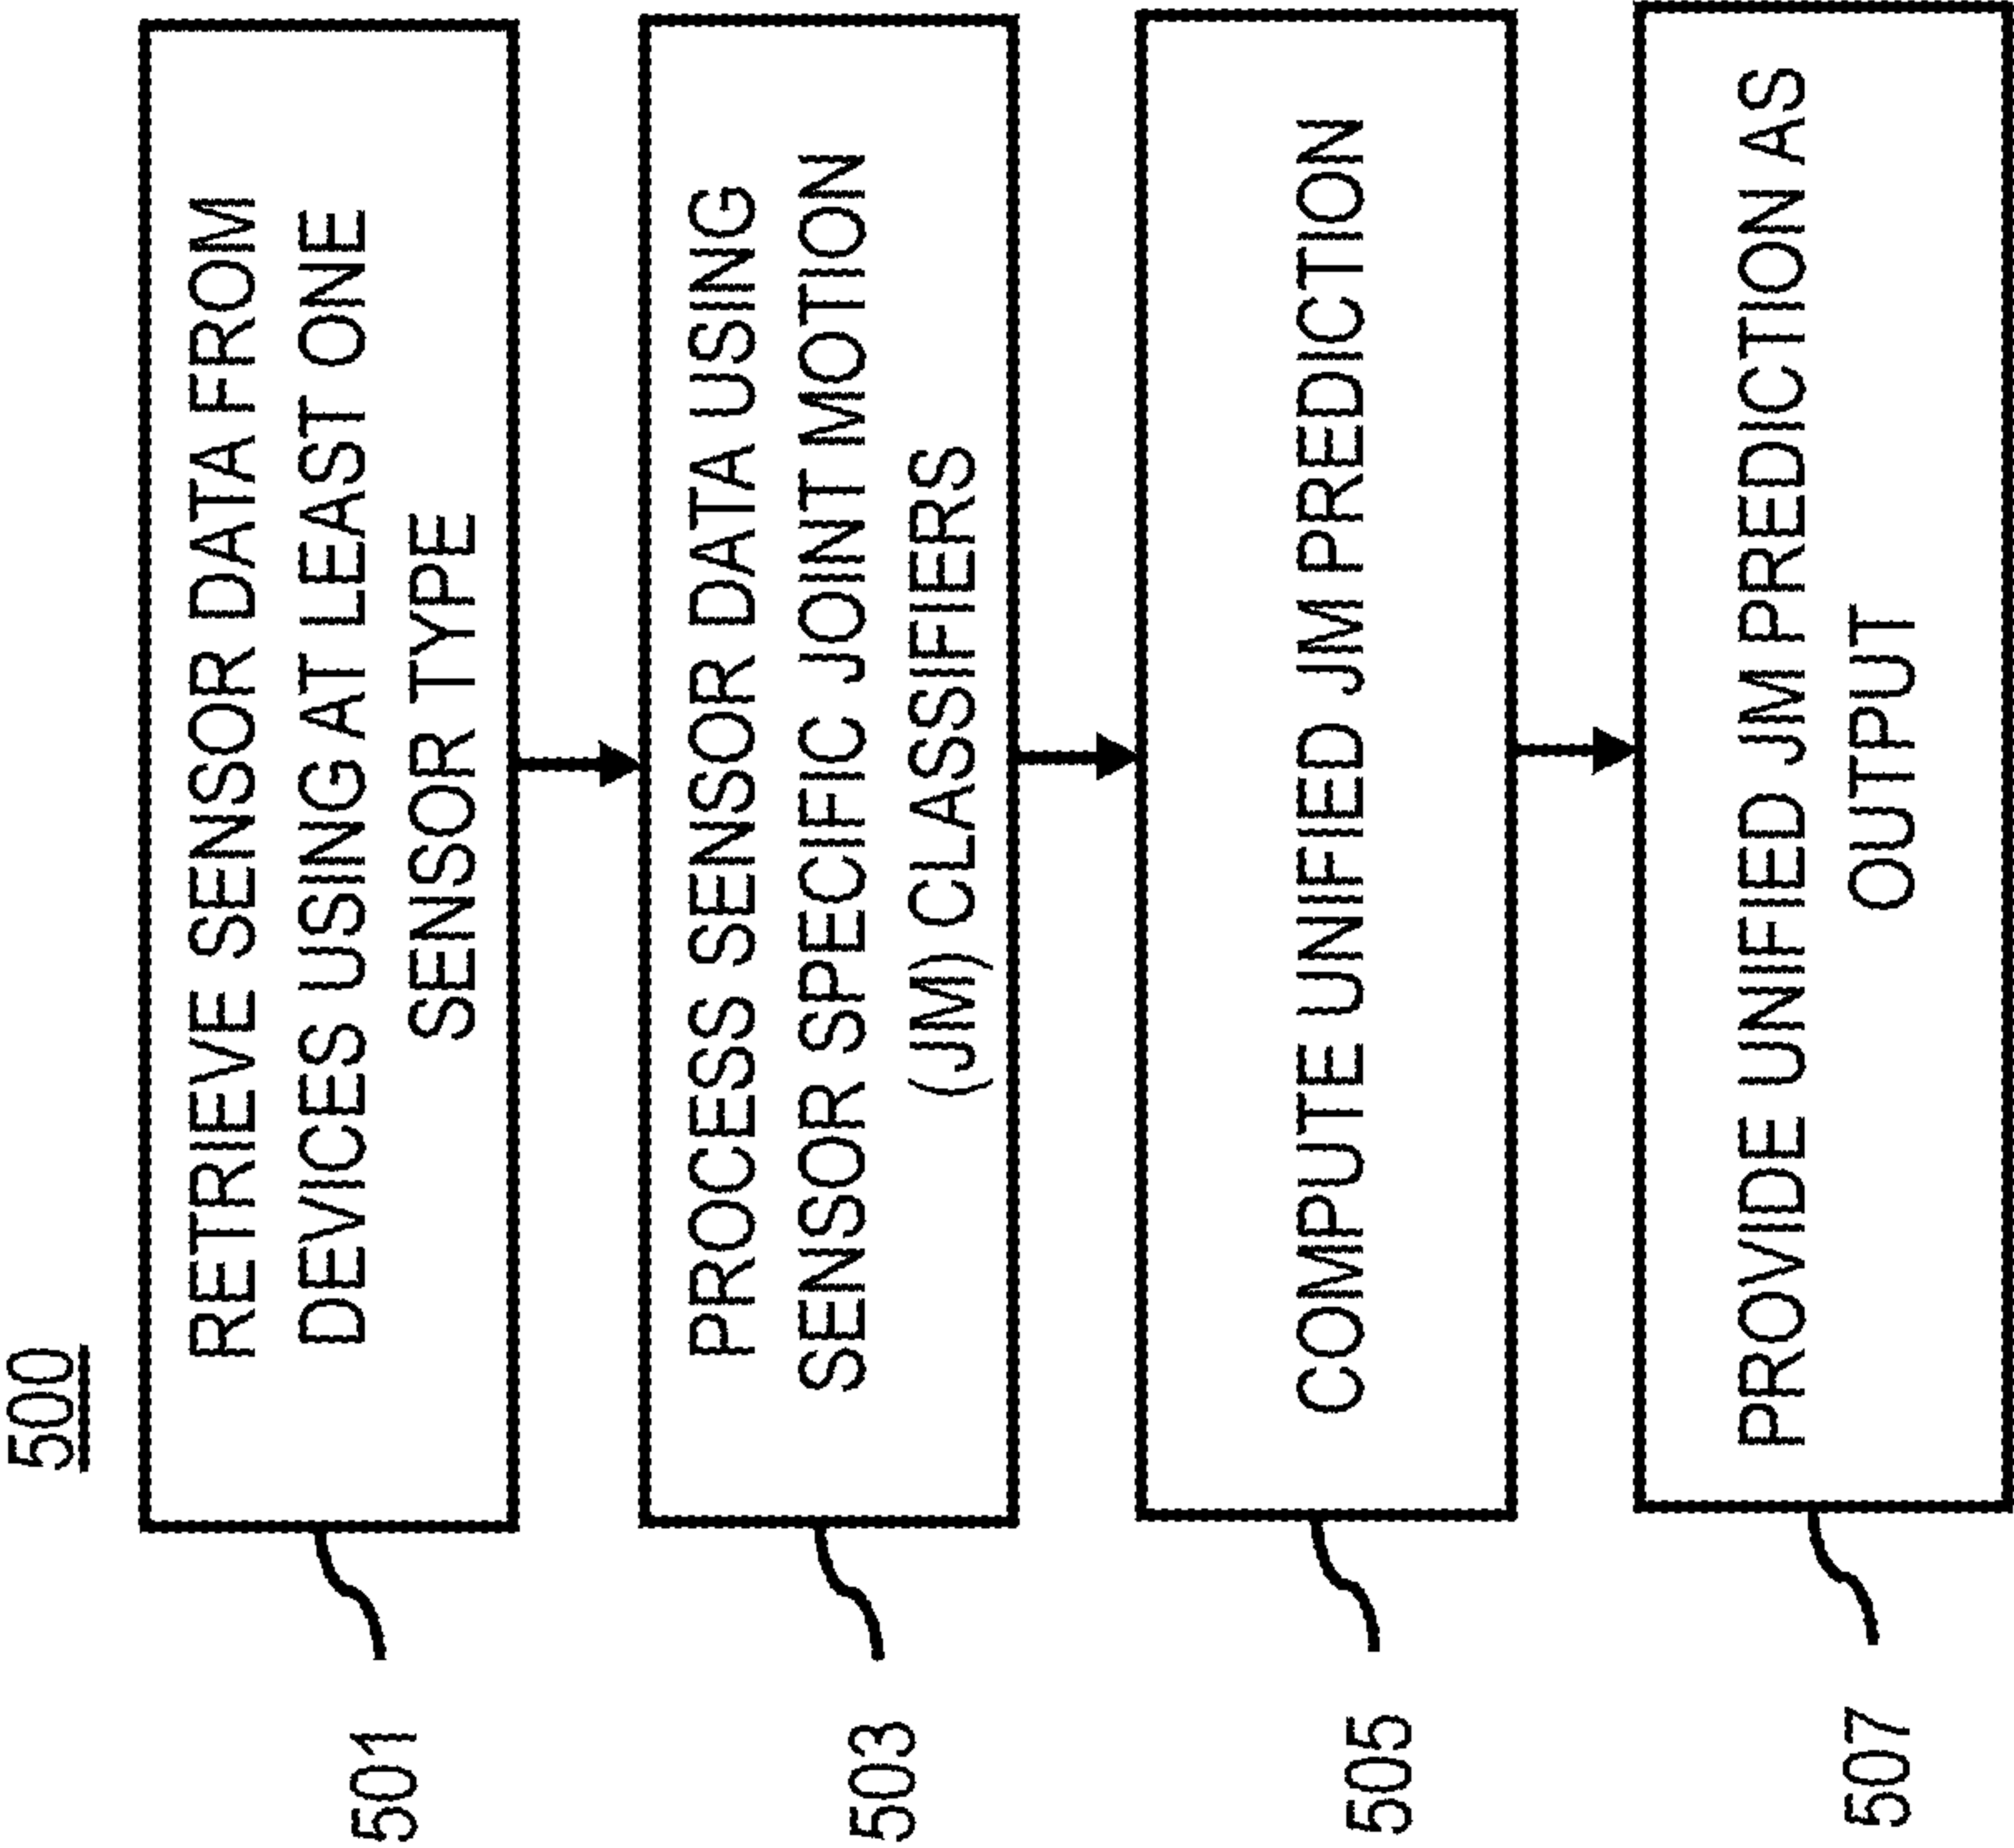 500
501
RETRIEVE SENSOR DATA FROM
DEVICES USING AT LEAST ONE
SENSOR TYPE
503
PROCESS SENSOR DATA USING
SENSOR SPECIFIC JOINT MOTION
(JM) CLASSIFIERS
505
COMPUTE UNIFIED JM PREDICTION
507
PROVIDE UNIFIED JM PREDICTION AS
OUTPUT